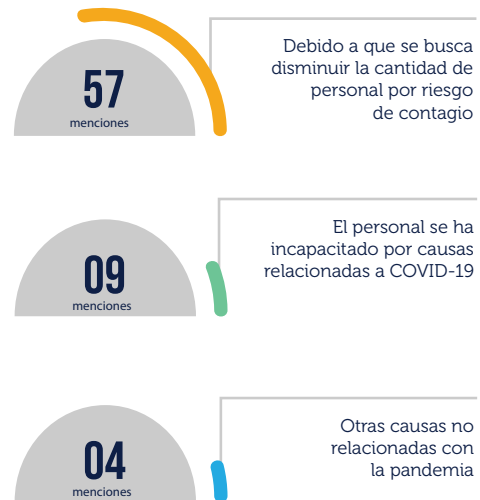 57
menciones
Debido a que se busca
disminuir la cantidad de
personal por riesgo
de contagio
09
menciones
El personal se ha
incapacitado por causas
relacionadas a COVID-19
04
menciones
Otras causas no
relacionadas con
la pandemia